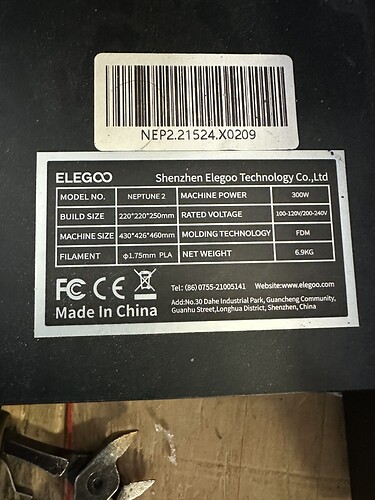 NEP2.21524.X0209
ELEGOO Shenzhen Elegoo Technology Co.,Ltd
MODEL NO. NEPTUNE 2 MACHINE POWER 300W
BUILD SIZE 220*220*250mm RATED VOLTAGE 100-120V/200-240V
MACHINE SIZE 430*426*460mm MOLDING TECHNOLOGY FDM
FILAMENT φ1.75mm PLA NET WEIGHT 6.9KG
FC CE Tel: (86) 0755-21005141 Website:www.elegoo.com
Made In China Add:No.30 Dahe Industrial Park, Guancheng Community,
Guanhu Street,Longhua District, Shenzhen, China